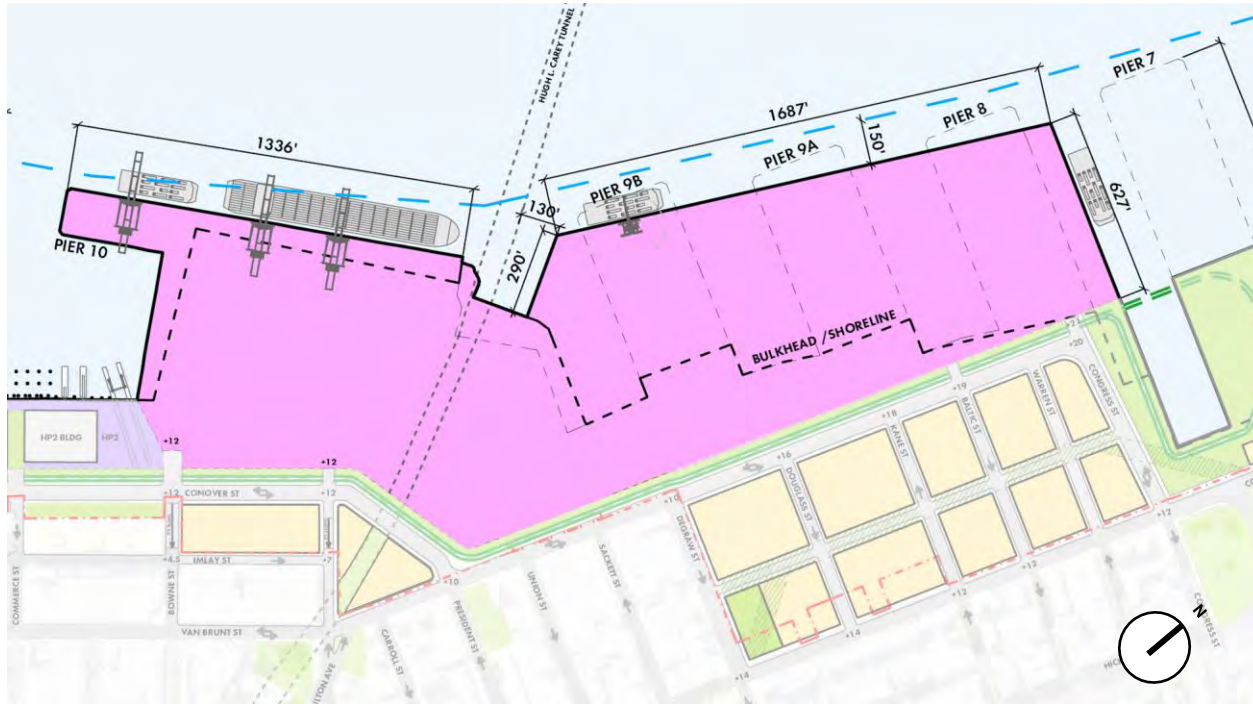 HUGH L. CAREY TUNNEL
PIER 7
1687'
PIER 8
150'
1336'
PIER 9A
PIER 9B
627'
130'
290'
PIER 10
BULKHEAD /SHORELINE
+20
+19
+18
+16
CONGRESS ST
WARREN ST
BALTIC ST
KANE ST
DOUGLASS ST
HP2 BLDG
HP2
+12
+12
+12
CONOVER ST
+12
+10
DEGRAW ST
+12
+4.5
IMLAY ST
+7
+10
SACKETT ST
UNION ST
+12
+12
COMMERCE ST
BOWNE ST
PRESIDENT ST
VAN BRUNT ST
CARROLL ST
+14
+14
N